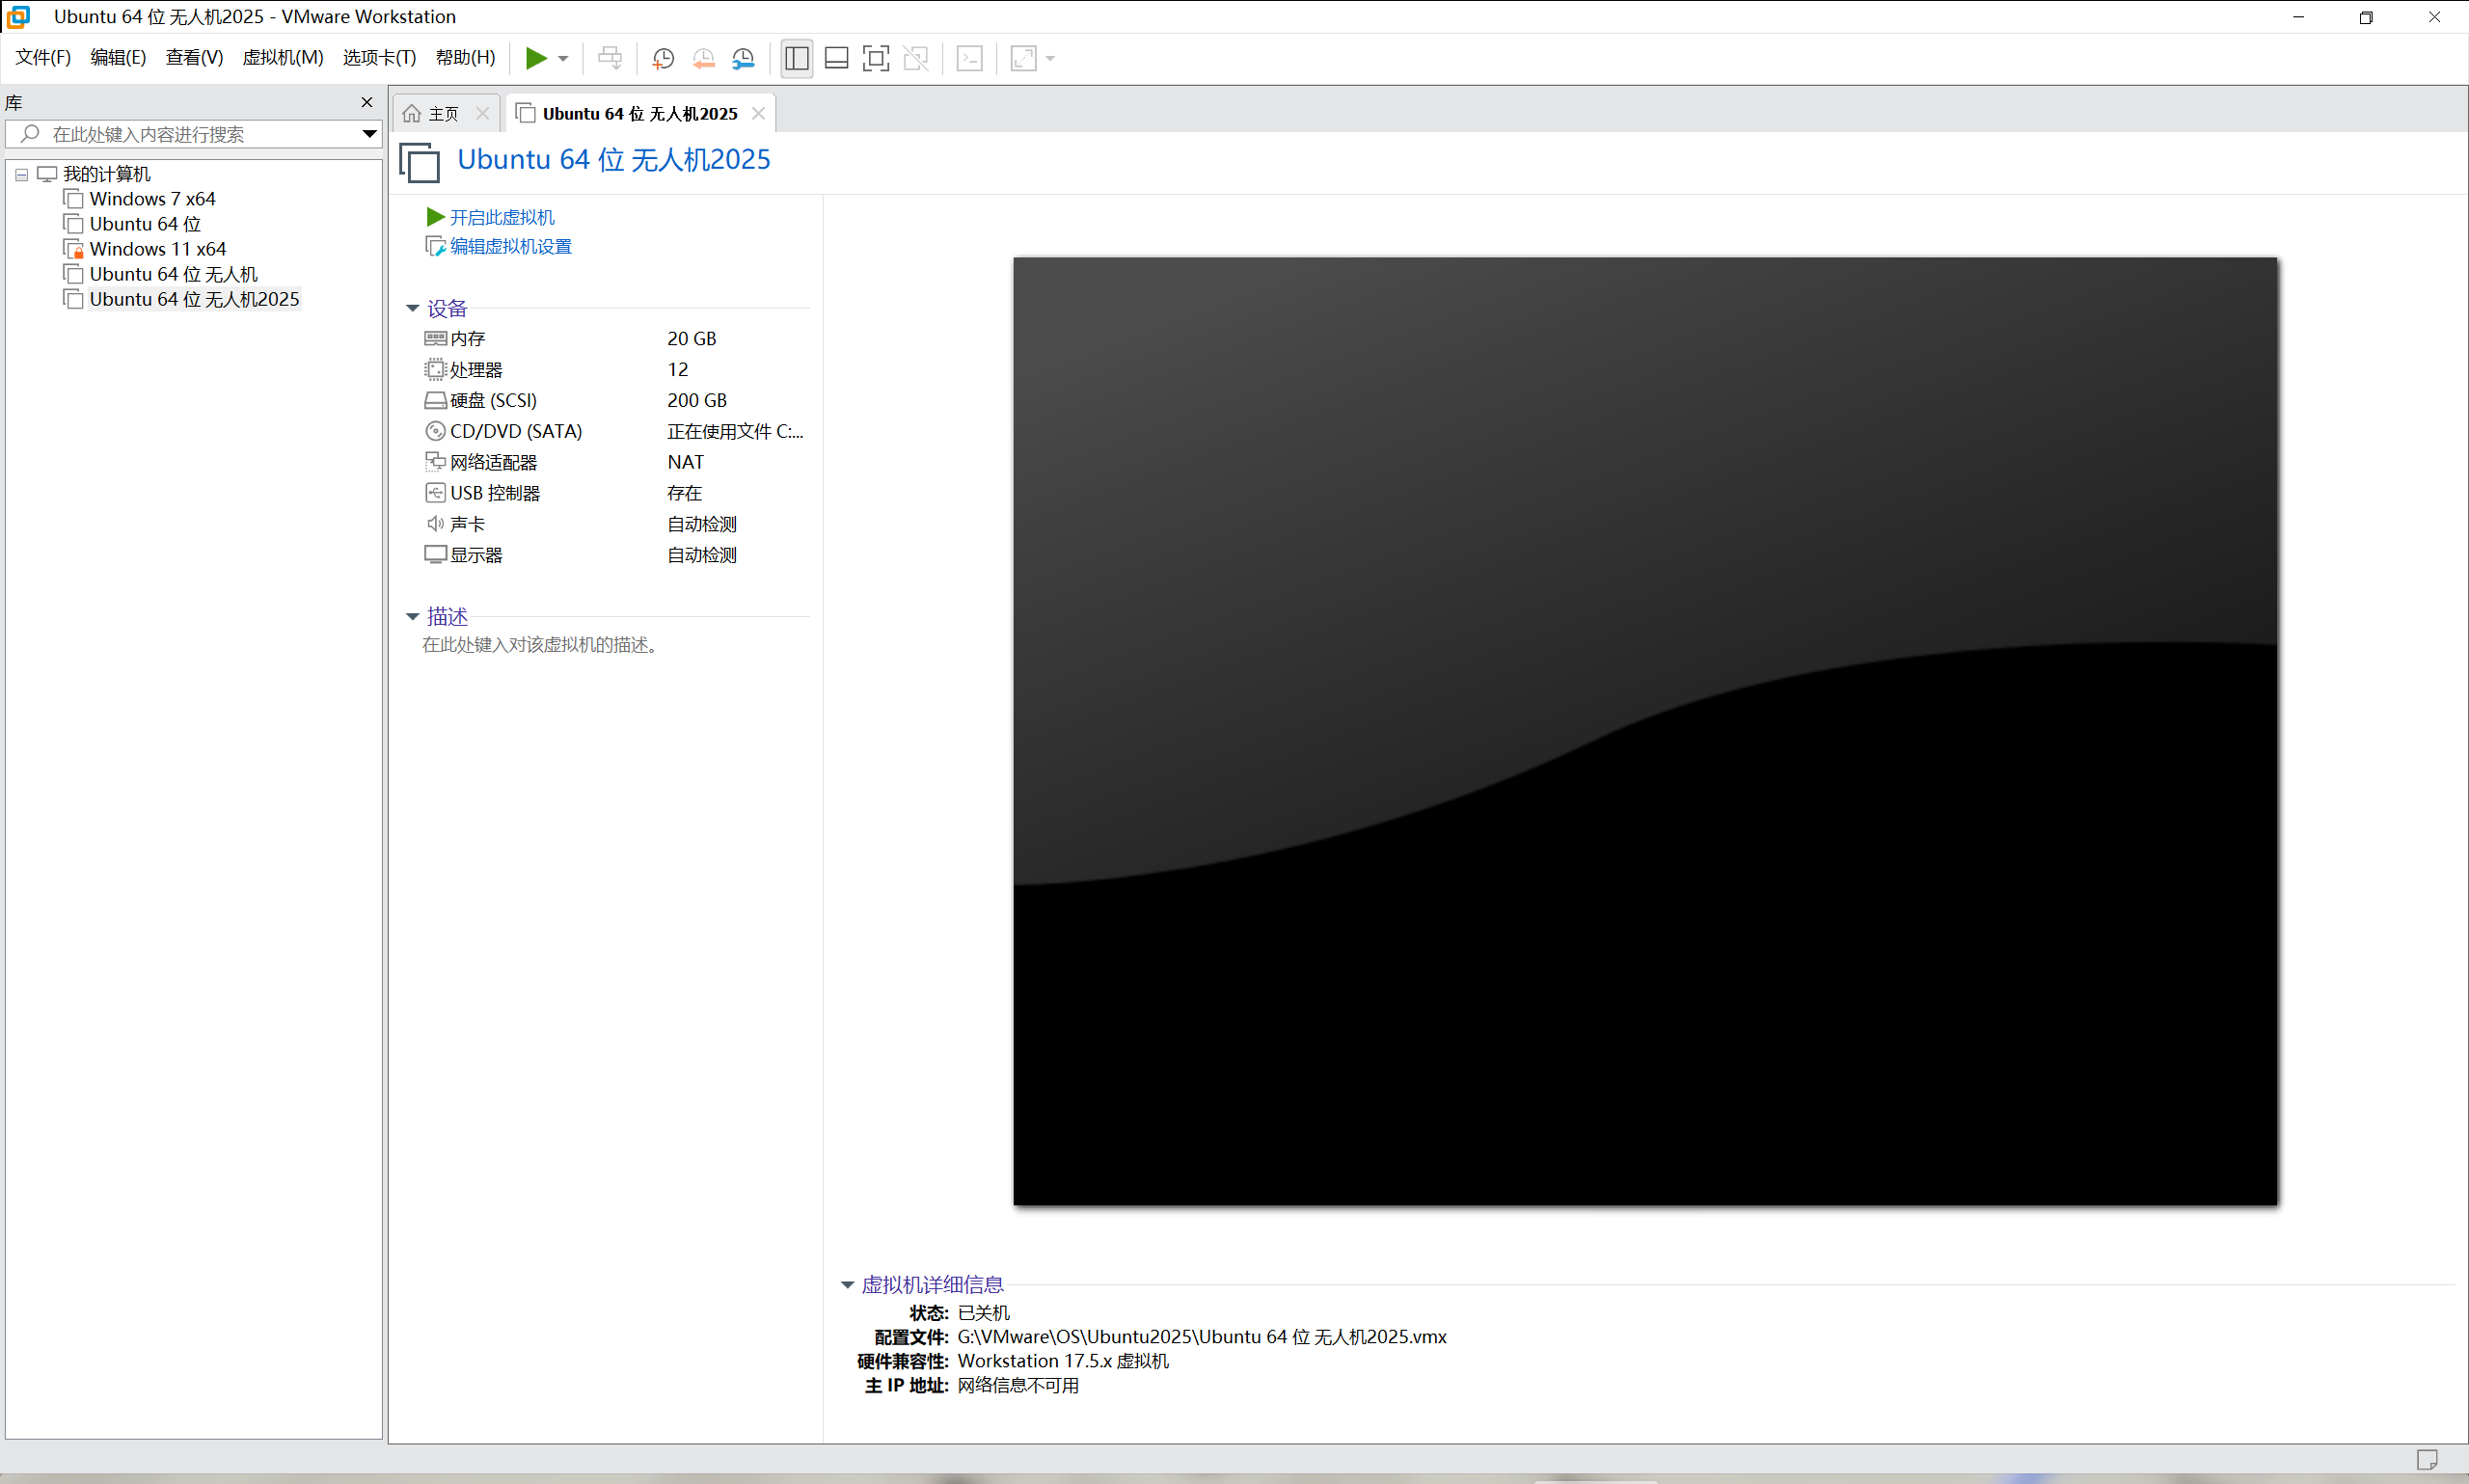 Ubuntu 64 位 无人机2025 - VMware Workstation
文件(F) 编辑(E) 查看(V) 虚拟机(M) 选项卡(T) 帮助(H)
库
在此处键入内容进行搜索
我的计算机
Windows 7 x64
Ubuntu 64 位
Windows 11 x64
Ubuntu 64 位 无人机
Ubuntu 64 位 无人机2025
主页 Ubuntu 64 位 无人机2025
Ubuntu 64 位 无人机2025
开启此虚拟机
编辑虚拟机设置
设备
内存 20 GB
处理器 12
硬盘 (SCSI) 200 GB
CD/DVD (SATA) 正在使用文件 C:...
网络适配器 NAT
USB 控制器 存在
声卡 自动检测
显示器 自动检测
描述
在此处键入对该虚拟机的描述。
虚拟机详细信息
状态: 已关机
配置文件: G:\VMware\OS\Ubuntu2025\Ubuntu 64 位 无人机2025.vmx
硬件兼容性: Workstation 17.5.x 虚拟机
主 IP 地址: 网络信息不可用